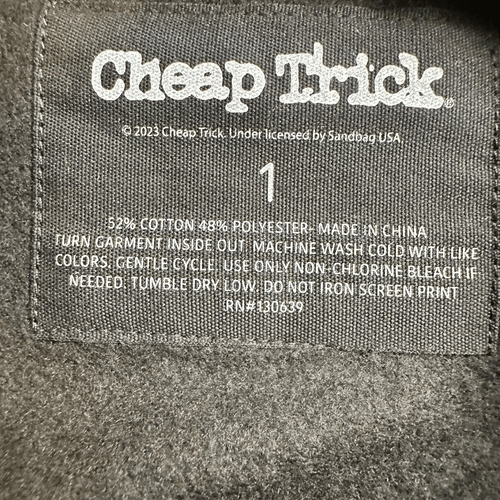 Cheap Trick®
© 2023 Cheap Trick. Under licensed by Sandbag USA.
1
52% COTTON 48% POLYESTER- MADE IN CHINA
TURN GARMENT INSIDE OUT. MACHINE WASH COLD WITH LIKE
COLORS. GENTLE CYCLE. USE ONLY NON-CHLORINE BLEACH IF
NEEDED. TUMBLE DRY LOW. DO NOT IRON SCREEN PRINT
RN#130639